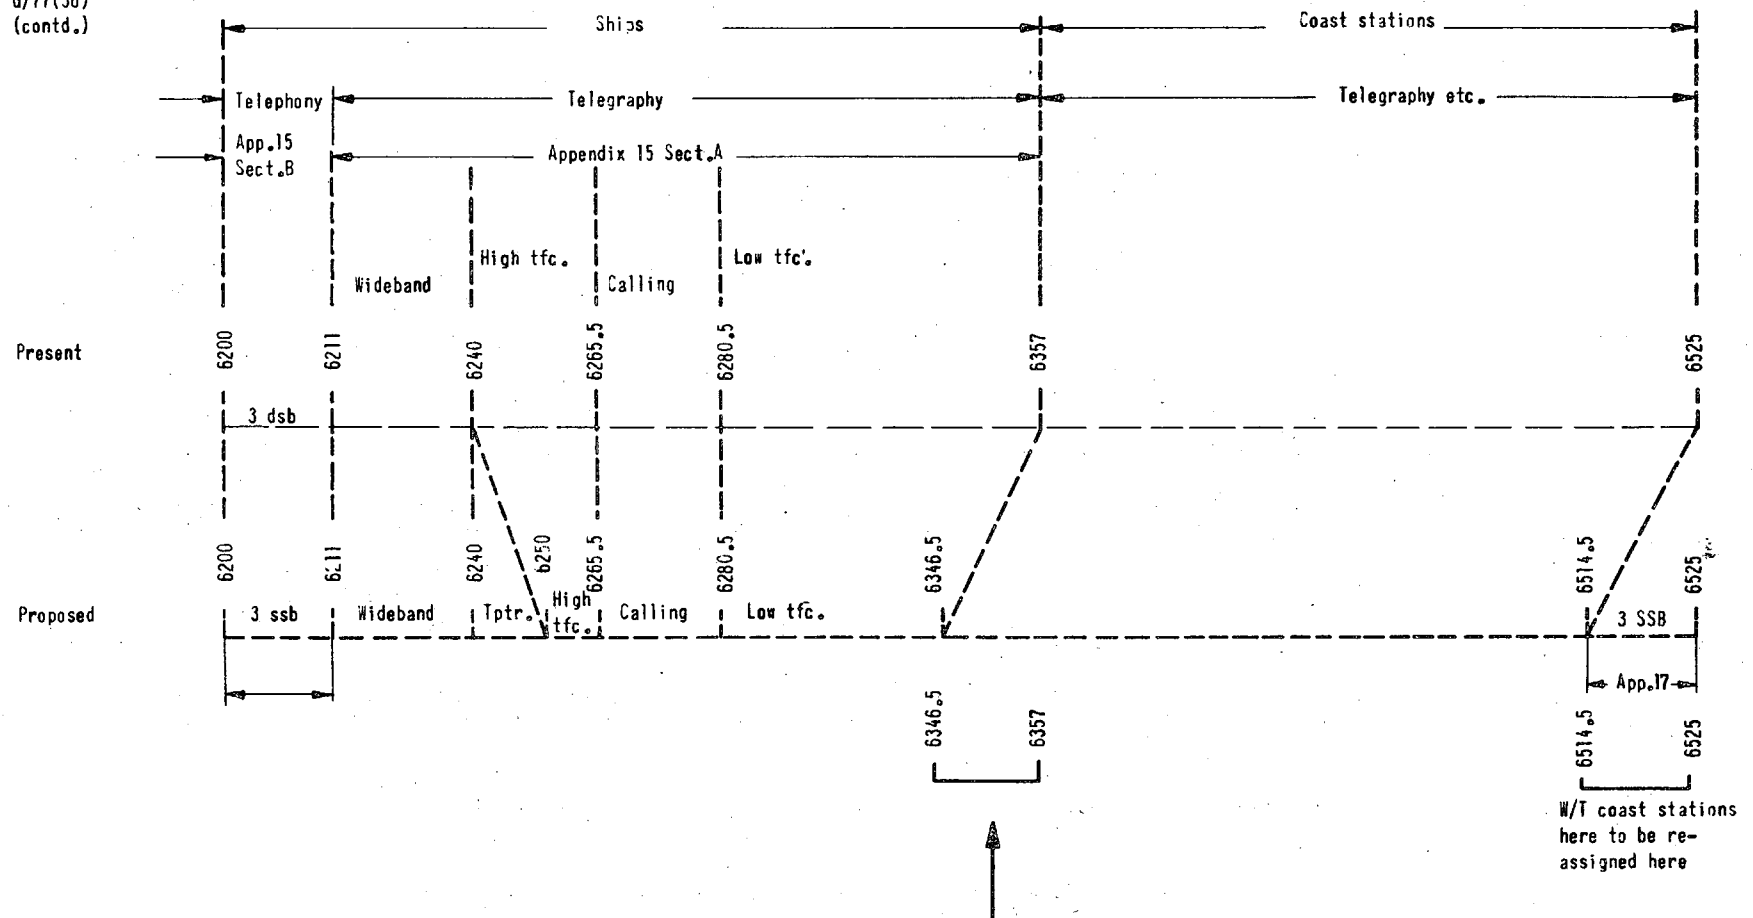 (contd.)
Ships
Coast stations
Telephony
Telegraphy
Telegraphy etc.
App.15
Sect.B
Appendix 15 Sect.A
High tfc.
Low tfc.
Wideband
Calling
Present
6200
6211
6240
6265.5
6280.5
6357
6525
3 dsb
6200
6211
6240
6250
6265.5
6280.5
6346.5
6514.5
6525
Proposed
3 ssb
Wideband
Tptr.
High
tfc.
Calling
Low tfc.
3 SSB
App.17
6346.5
6357
6514.5
6525
W/T coast stations
here to be re-
assigned here